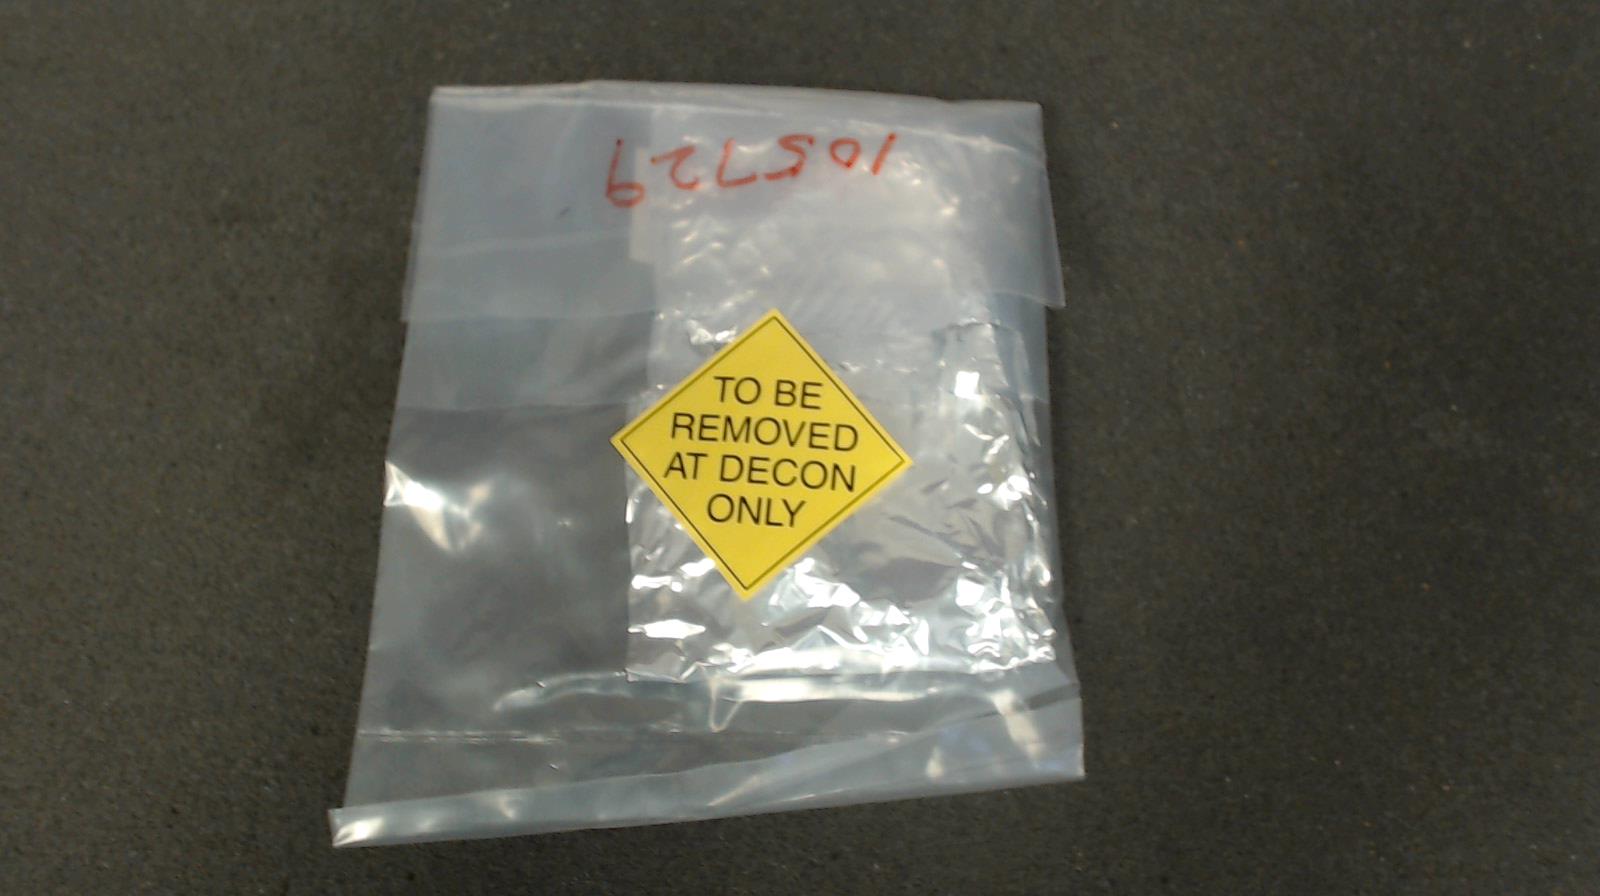 105729
TO BE
REMOVED
AT DECON
ONLY